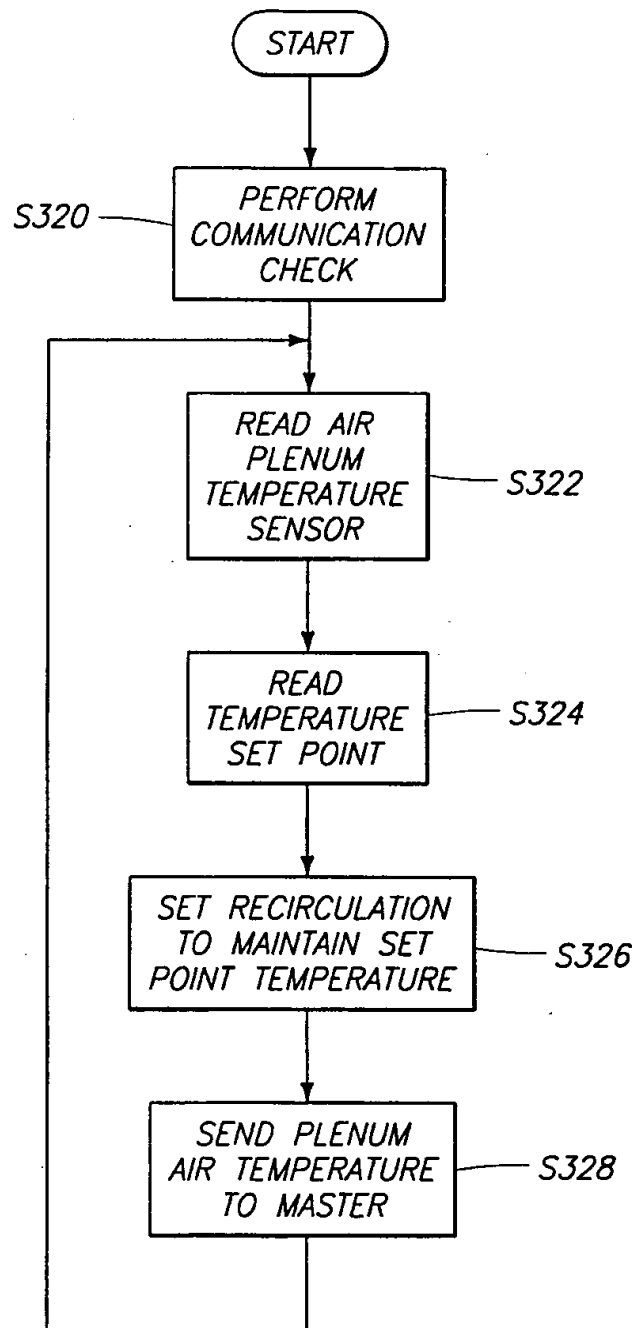 START
S320
PERFORM
COMMUNICATION
CHECK
READ AIR
PLENUM
TEMPERATURE
SENSOR
S322
READ
TEMPERATURE
SET POINT
S324
SET RECIRCULATION
TO MAINTAIN SET
POINT TEMPERATURE
S326
SEND PLENUM
AIR TEMPERATURE
TO MASTER
S328